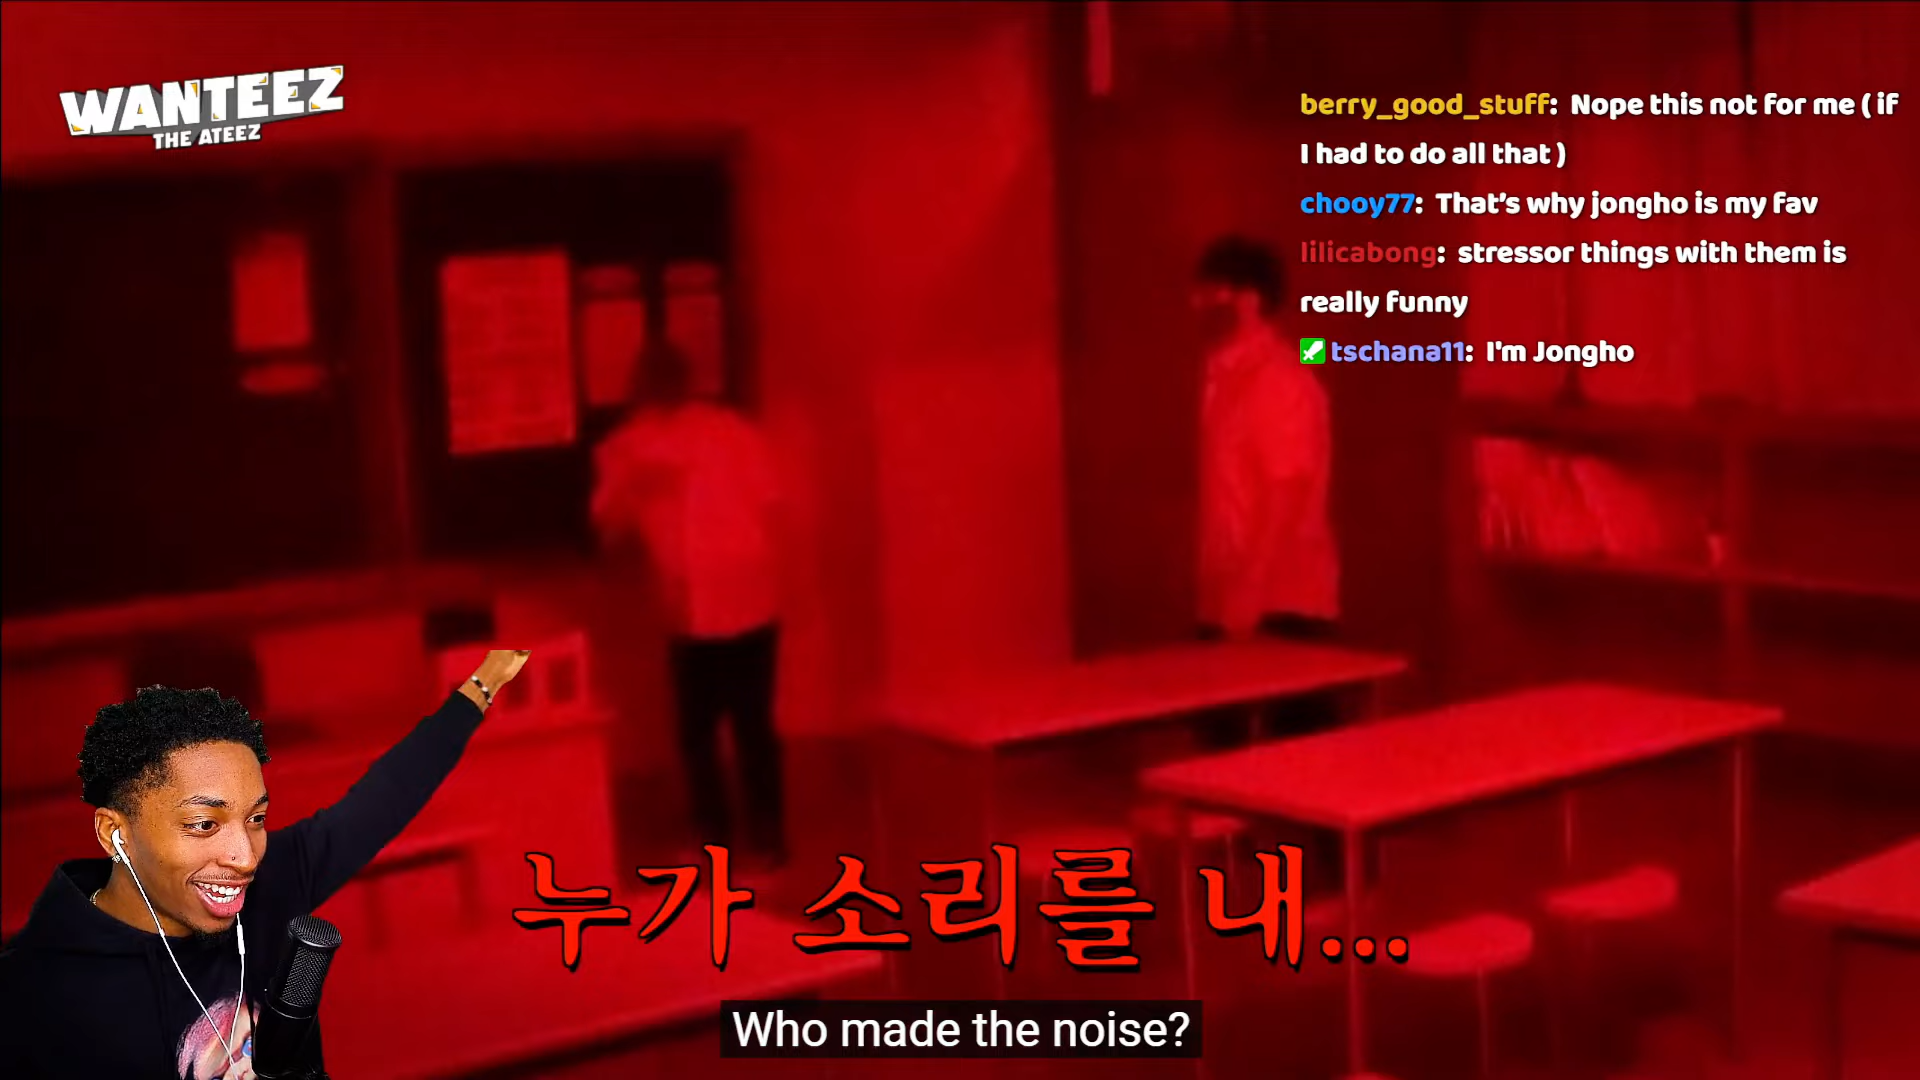 WANTEEZ
THE ATEEZ
berry_good_stuff: Nope this not for me ( if
I had to do all that )
chooy77: That's why jongho is my fav
lilicabong: stressor things with them is
really funny
tschana11: I'm Jongho
누가 소리를 내...
Who made the noise?